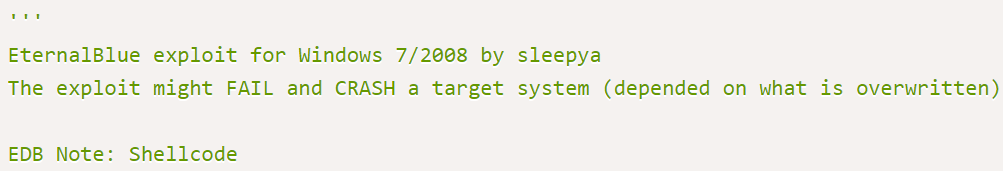 '''
EternalBlue exploit for Windows 7/2008 by sleepya
The exploit might FAIL and CRASH a target system (depended on what is overwritten)
EDB Note: Shellcode